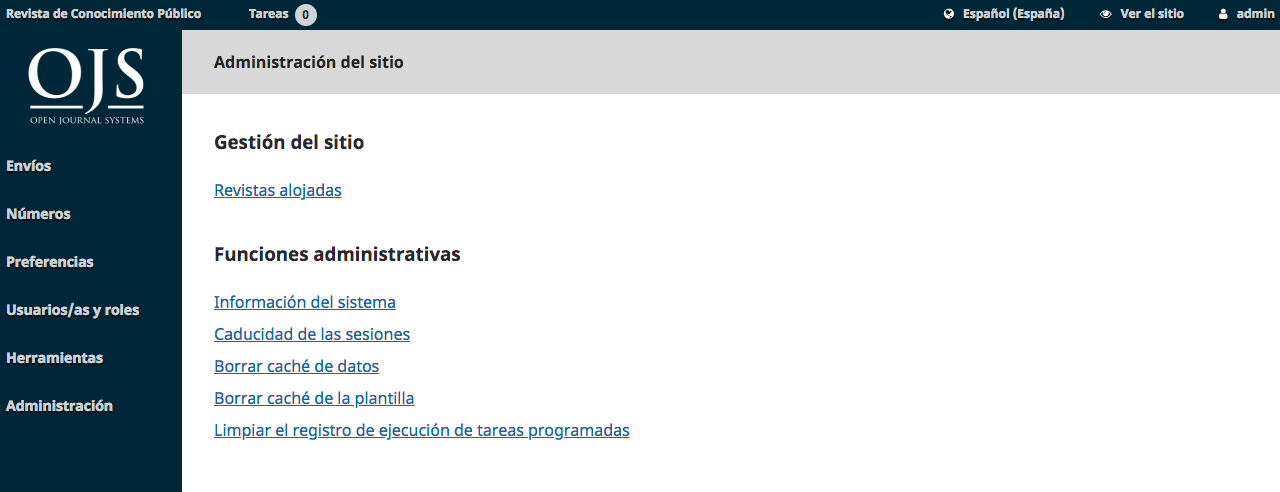 Revista de Conocimiento Público Tareas 0 Español (España) Ver el sitio admin
OJS
OPEN JOURNAL SYSTEMS
Envíos
Números
Preferencias
Usuarios/as y roles
Herramientas
Administración
Administración del sitio
Gestión del sitio
Revistas alojadas
Funciones administrativas
Información del sistema
Caducidad de las sesiones
Borrar caché de datos
Borrar caché de la plantilla
Limpiar el registro de ejecución de tareas programadas